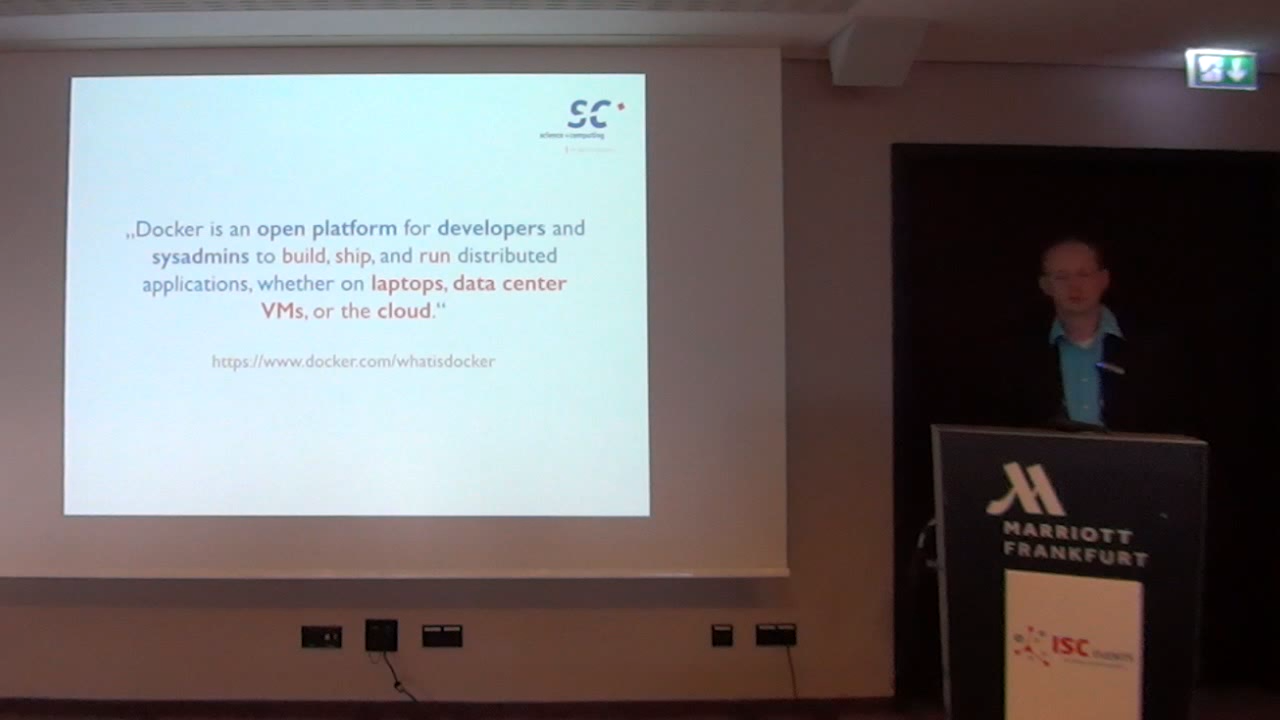 SC
science + computing
„Docker is an open platform for developers and
sysadmins to build, ship, and run distributed
applications, whether on laptops, data center
VMs, or the cloud.“
https://www.docker.com/whatisdocker
MARRIOTT
FRANKFURT
ISC events